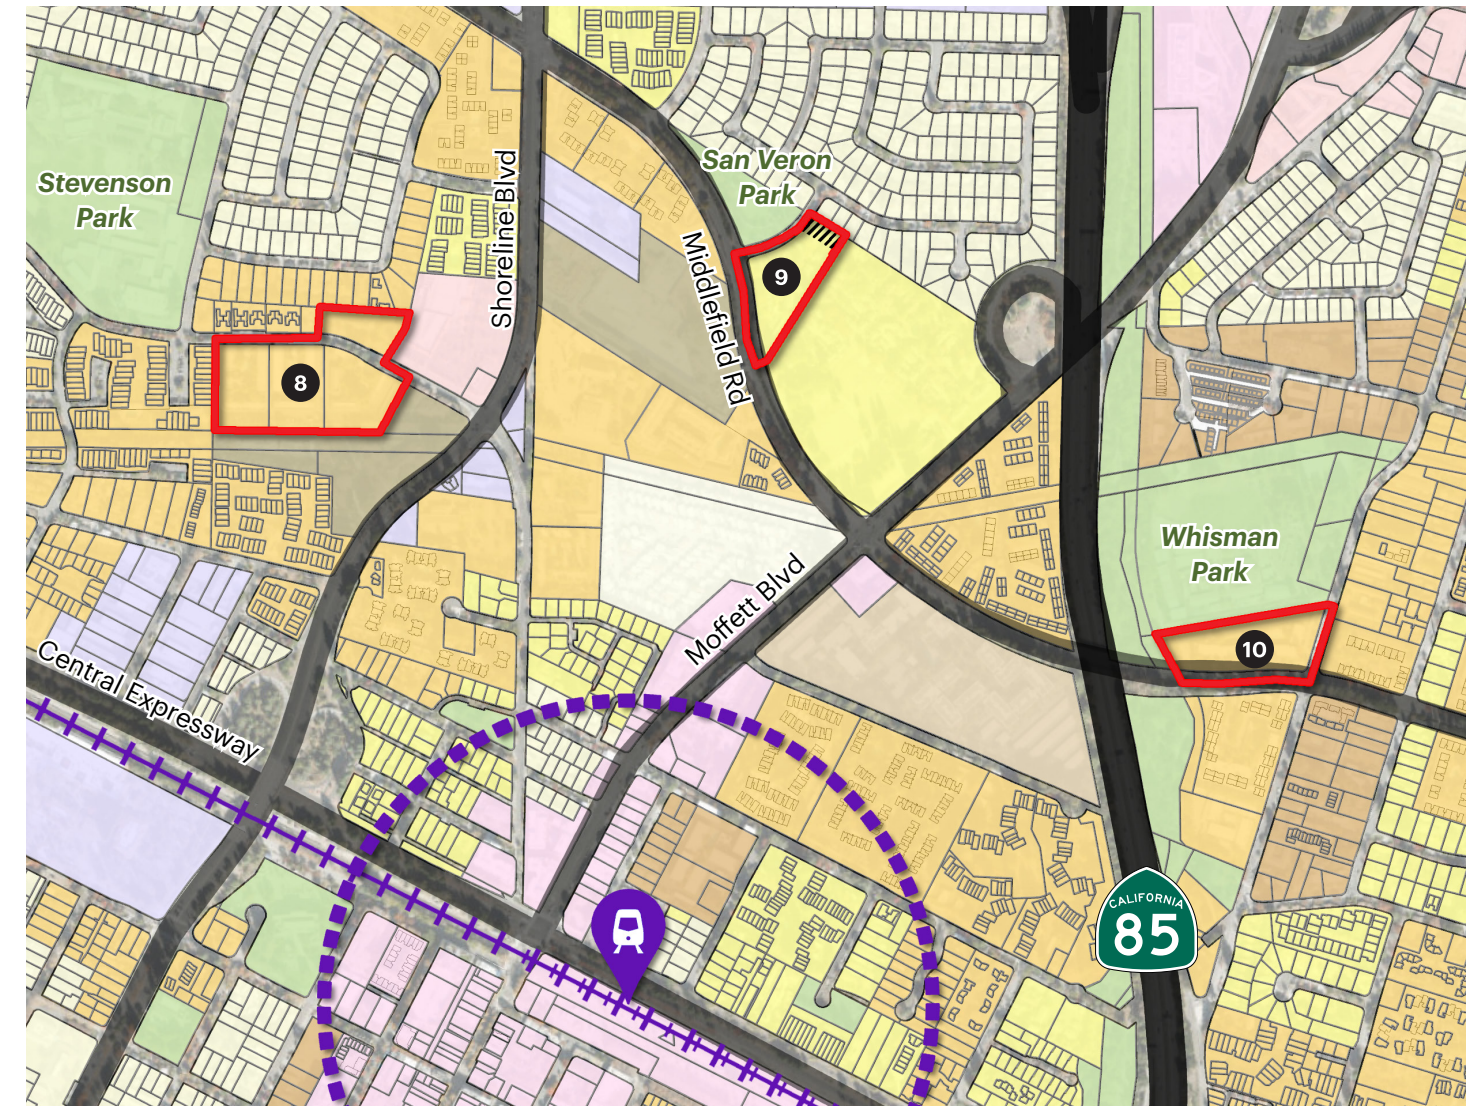 Stevenson
Park
San Veron
Park
Shoreline Blvd
Middlefield Rd
9
8
Whisman
Park
Moffett Blvd
10
Central Expressway
CALIFORNIA
85